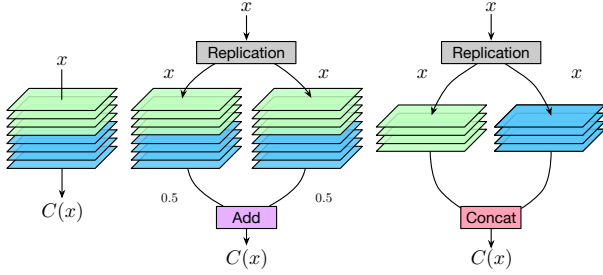 x
C(x)
x
Replication
x
x
0.5
0.5
Add
C(x)
x
Replication
x
x
Concat
C(x)